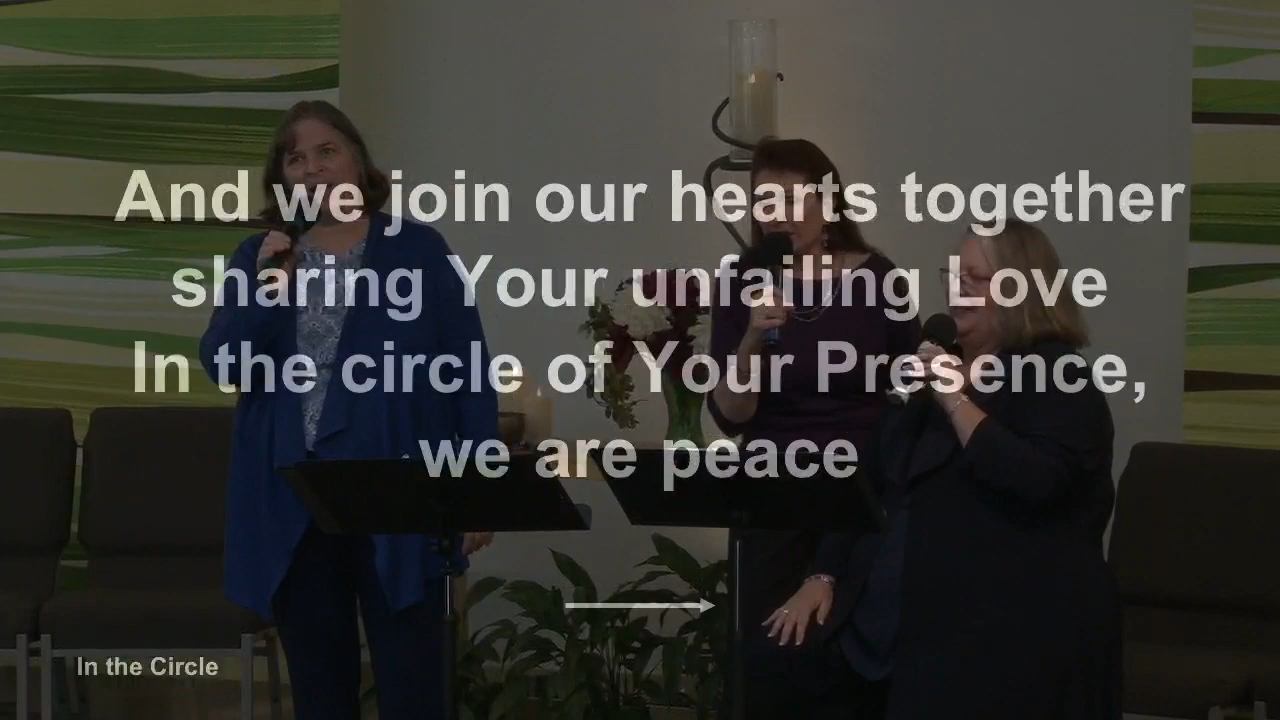 And we join our hearts together
sharing Your unfailing Love
In the circle of Your Presence,
we are peace
In the Circle